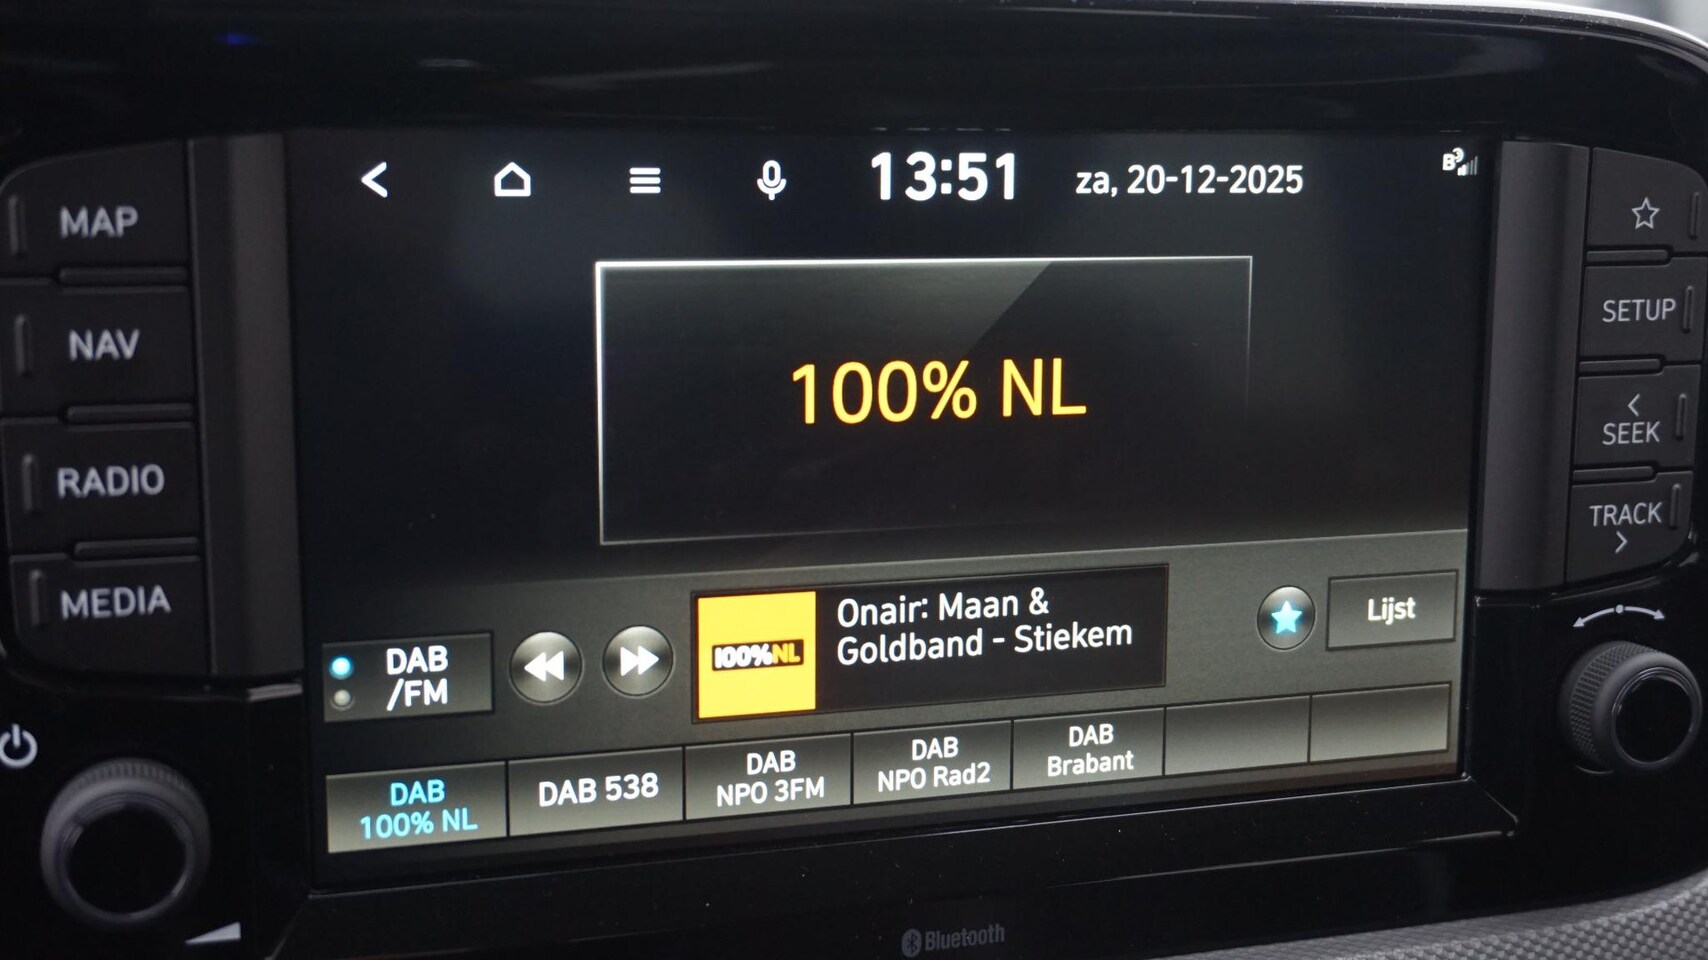 13:51 za, 20-12-2025
MAP
NAV
RADIO
MEDIA
100% NL
SETUP
SEEK
TRACK
100%NL
Onair: Maan &
Goldband - Stiekem
Lijst
DAB
/FM
DAB
100% NL
DAB 538
DAB
NPO 3FM
DAB
NPO Rad2
DAB
Brabant
Bluetooth